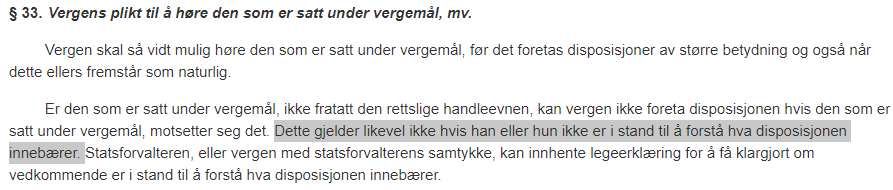 § 33. Vergens plikt til å høre den som er satt under vergemål, mv.
Vergen skal så vidt mulig høre den som er satt under vergemål, før det foretas disposisjoner av større betydning og også når
dette ellers fremstår som naturlig.
Er den som er satt under vergemål, ikke fratatt den rettslige handleevnen, kan vergen ikke foreta disposisjonen hvis den som er
satt under vergemål, motsetter seg det. Dette gjelder likevel ikke hvis han eller hun ikke er i stand til å forstå hva disposisjonen
innebærer. Statsforvalteren, eller vergen med statsforvalterens samtykke, kan innhente legeerklæring for å få klargjort om
vedkommende er i stand til å forstå hva disposisjonen innebærer.